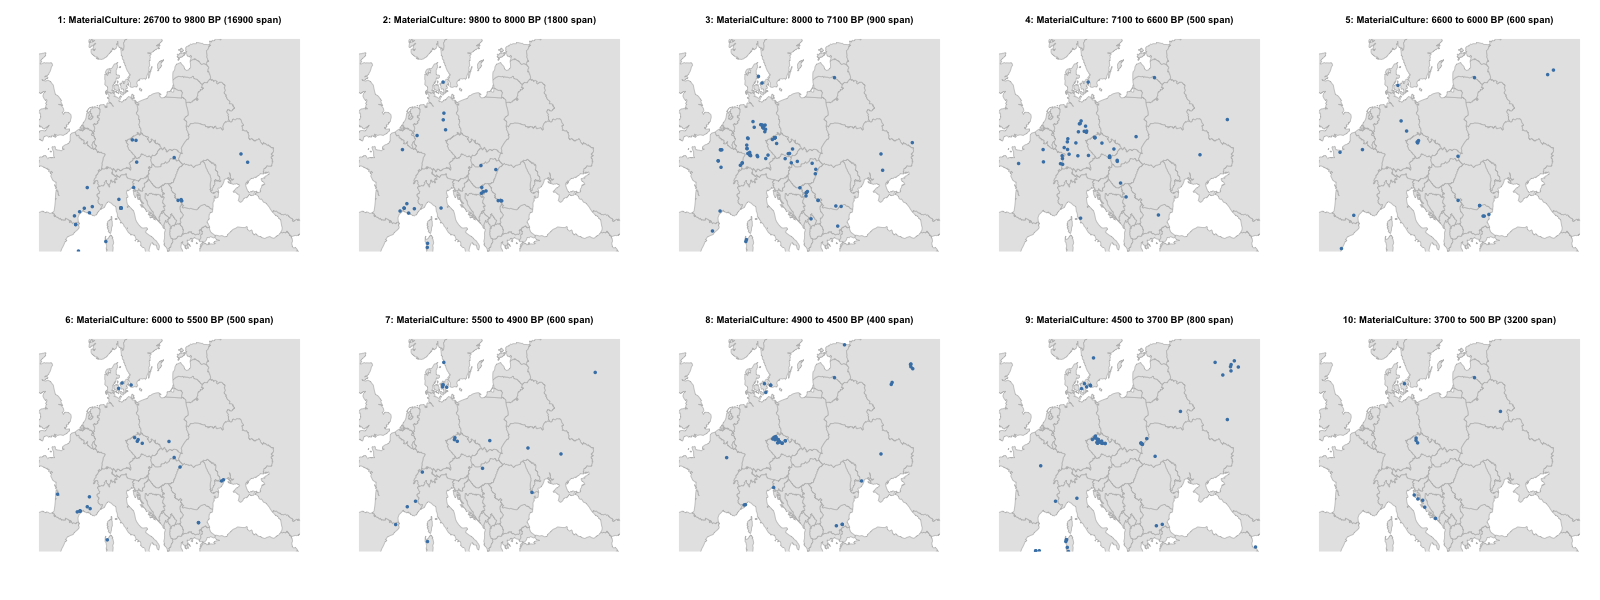 1: MaterialCulture: 26700 to 9800 BP (16900 span)
2: MaterialCulture: 9800 to 8000 BP (1800 span)
3: MaterialCulture: 8000 to 7100 BP (900 span)
4: MaterialCulture: 7100 to 6600 BP (500 span)
5: MaterialCulture: 6600 to 6000 BP (600 span)
6: MaterialCulture: 6000 to 5500 BP (500 span)
7: MaterialCulture: 5500 to 4900 BP (600 span)
8: MaterialCulture: 4900 to 4500 BP (400 span)
9: MaterialCulture: 4500 to 3700 BP (800 span)
10: MaterialCulture: 3700 to 500 BP (3200 span)